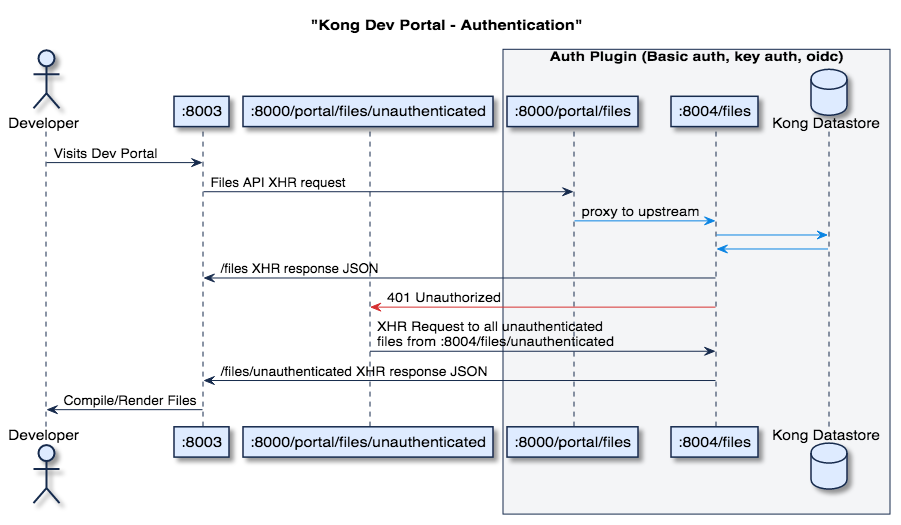 "Kong Dev Portal - Authentication"
Auth Plugin (Basic auth, key auth, oidc)
Developer
:8003
:8000/portal/files/unauthenticated
:8000/portal/files
:8004/files
Kong Datastore
Visits Dev Portal
Files API XHR request
proxy to upstream
/files XHR response JSON
401 Unauthorized
XHR Request to all unauthenticated
files from :8004/files/unauthenticated
/files/unauthenticated XHR response JSON
Compile/Render Files
Developer
:8003
:8000/portal/files/unauthenticated
:8000/portal/files
:8004/files
Kong Datastore